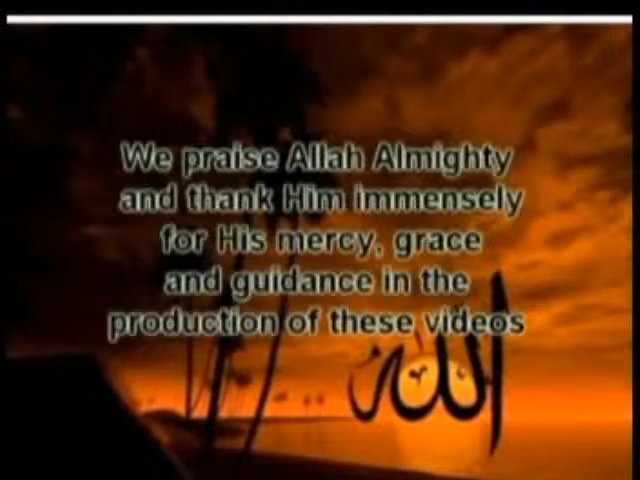 We praise Allah Almighty
and thank Him immensely
for His mercy, grace
and guidance in the
production of these videos
الله